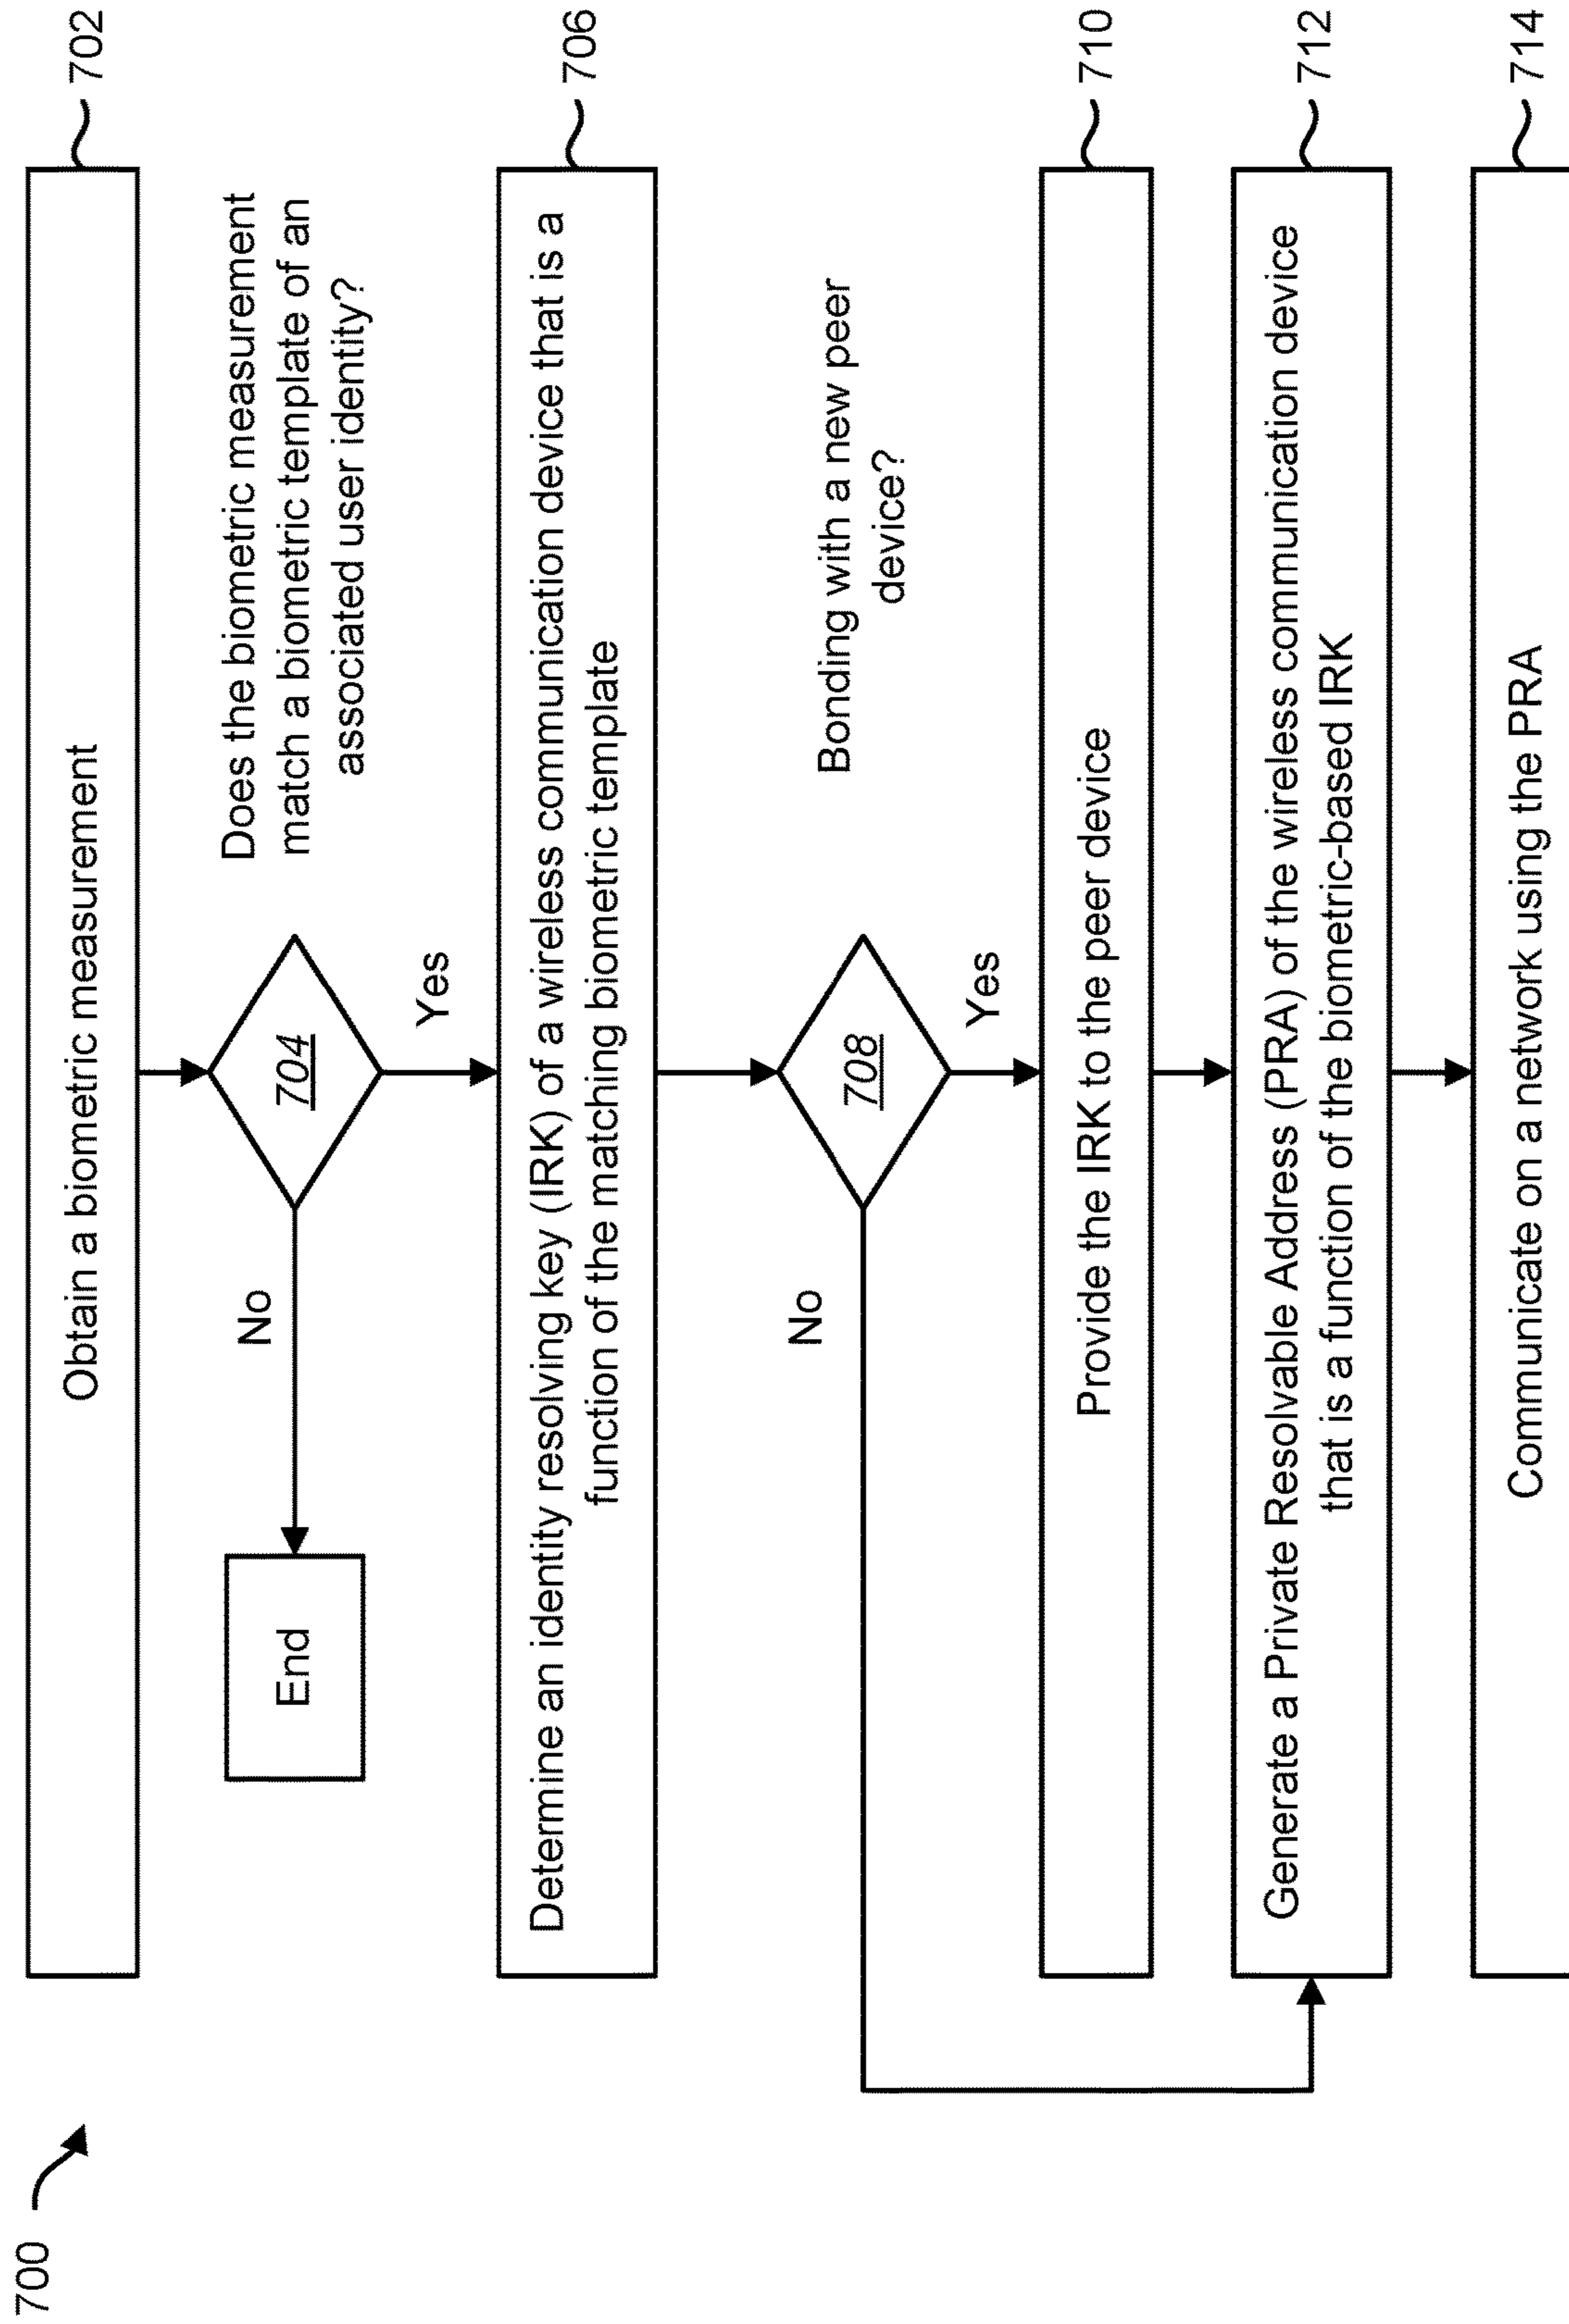 700
Obtain a biometric measurement
702
Does the biometric measurement
match a biometric template of an
associated user identity?
704
No
End
Yes
Determine an identity resolving key (IRK) of a wireless communication device that is a
function of the matching biometric template
706
Bonding with a new peer
device?
708
No
Yes
Provide the IRK to the peer device
710
Generate a Private Resolvable Address (PRA) of the wireless communication device
that is a function of the biometric-based IRK
712
Communicate on a network using the PRA
714